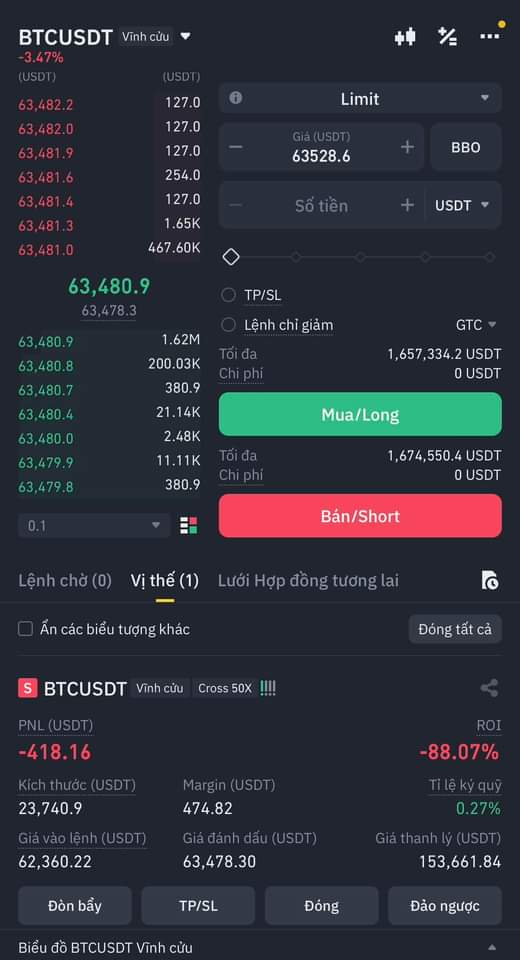 BTCUSDT Vĩnh cửu
-3.47%
(USDT) (USDT)
63,482.2 127.0
63,482.0 127.0
63,481.9 127.0
63,481.6 254.0
63,481.4 127.0
63,481.3 1.65K
63,481.0 467.60K
63,480.9
63,478.3
63,480.9 1.62M
63,480.8 200.03K
63,480.7 380.9
63,480.4 21.14K
63,480.0 2.48K
63,479.9 11.11K
63,479.8 380.9
0.1
Limit
Giá (USDT)
63528.6
BBO
Số tiền
USDT
TP/SL
Lệnh chỉ giảm GTC
Tối đa 1,657,334.2 USDT
Chi phí 0 USDT
Mua/Long
Tối đa 1,674,550.4 USDT
Chi phí 0 USDT
Bán/Short
Lệnh chờ (0) Vị thế (1) Lưới Hợp đồng tương lai
Ẩn các biểu tượng khác Đóng tất cả
S BTCUSDT Vĩnh cửu Cross 50X !!!!
PNL (USDT) ROI
-418.16 -88.07%
Kích thước (USDT) Margin (USDT) Tỉ lệ ký quỹ
23,740.9 474.82 0.27%
Giá vào lệnh (USDT) Giá đánh dấu (USDT) Giá thanh lý (USDT)
62,360.22 63,478.30 153,661.84
Đòn bẩy TP/SL Đóng Đảo ngược
Biểu đồ BTCUSDT Vĩnh cửu